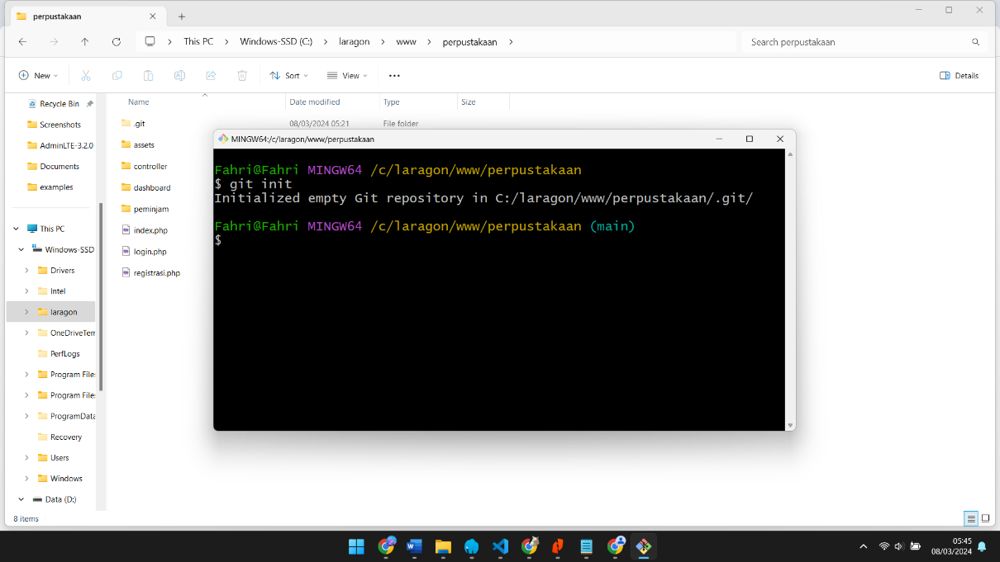 perpustakaan
This PC
Windows-SSD (C:)
laragon
www
perpustakaan
Search perpustakaan
New
Sort
View
Details
Recycle Bin
Screenshots
AdminLTE-3.2.0
Documents
examples
This PC
Windows-SSD
Drivers
Intel
laragon
OneDriveTem
PerfLogs
Program File
Program File
ProgramData
Recovery
Users
Windows
Data (D:)
Name
Date modified
Type
Size
.git
08/03/2024 05:21
File folder
assets
controller
dashboard
peminjam
index.php
login.php
registrasi.php
MINGW64:/c/laragon/www/perpustakaan
Fahri@Fahri MINGW64 /c/laragon/www/perpustakaan
$ git init
Initialized empty Git repository in C:/laragon/www/perpustakaan/.git/
Fahri@Fahri MINGW64 /c/laragon/www/perpustakaan (main)
$
8 items
05:45
08/03/2024